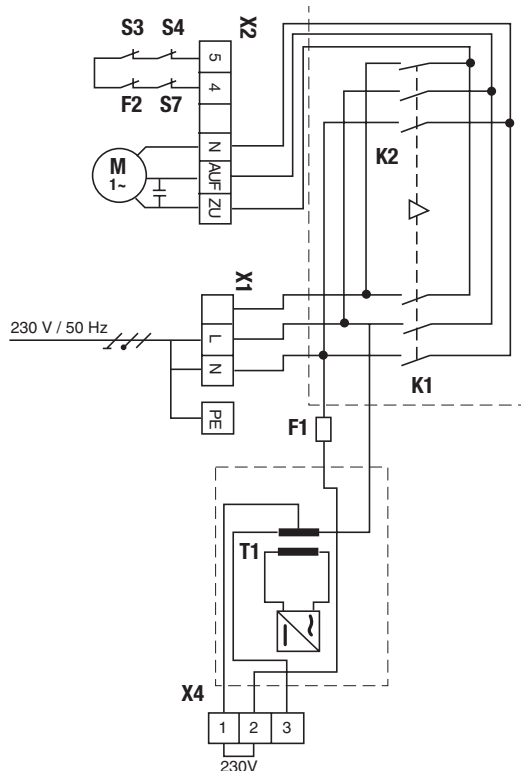 S3 S4 X2
5
4
F2 S7
N
AUF
ZU
M
1~
K2
X1
230 V / 50 Hz
L
N
PE
K1
F1
T1
X4
1 2 3
230V